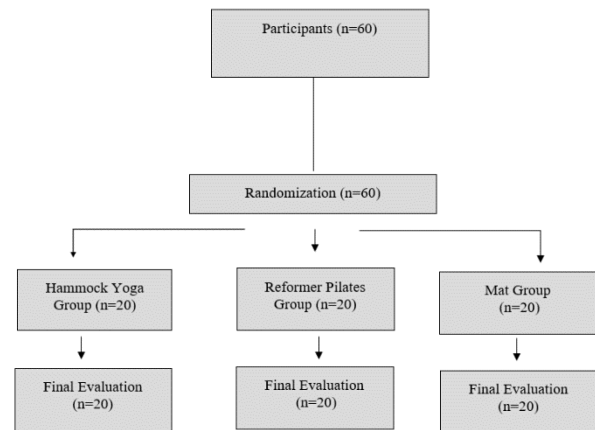 Participants (n=60)
Randomization (n=60)
Hammock Yoga
Group (n=20)
Reformer Pilates
Group (n=20)
Mat Group
(n=20)
Final Evaluation
(n=20)
Final Evaluation
(n=20)
Final Evaluation
(n=20)